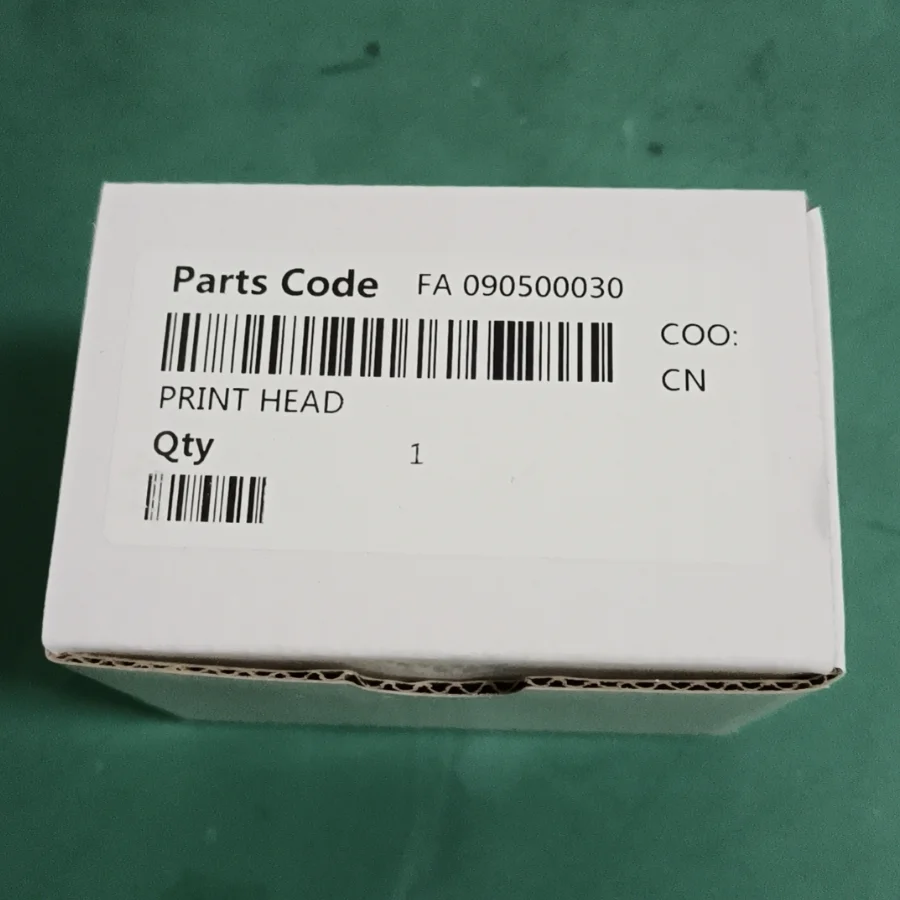 Parts Code FA 090500030
COO:
CN
PRINT HEAD
Qty 1